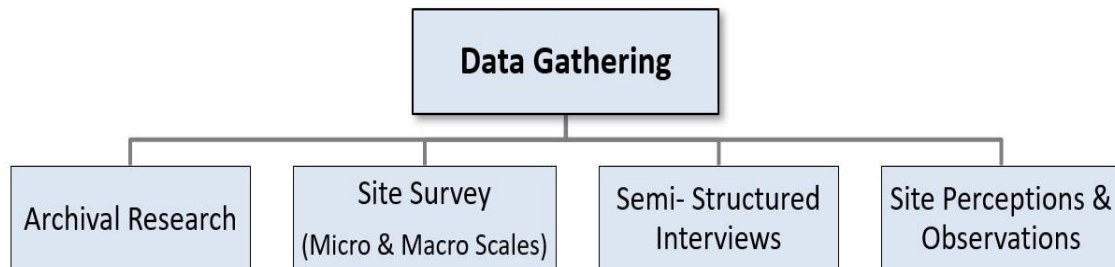 Data Gathering
Archival Research
Site Survey
(Micro & Macro Scales)
Semi- Structured
Interviews
Site Perceptions &
Observations